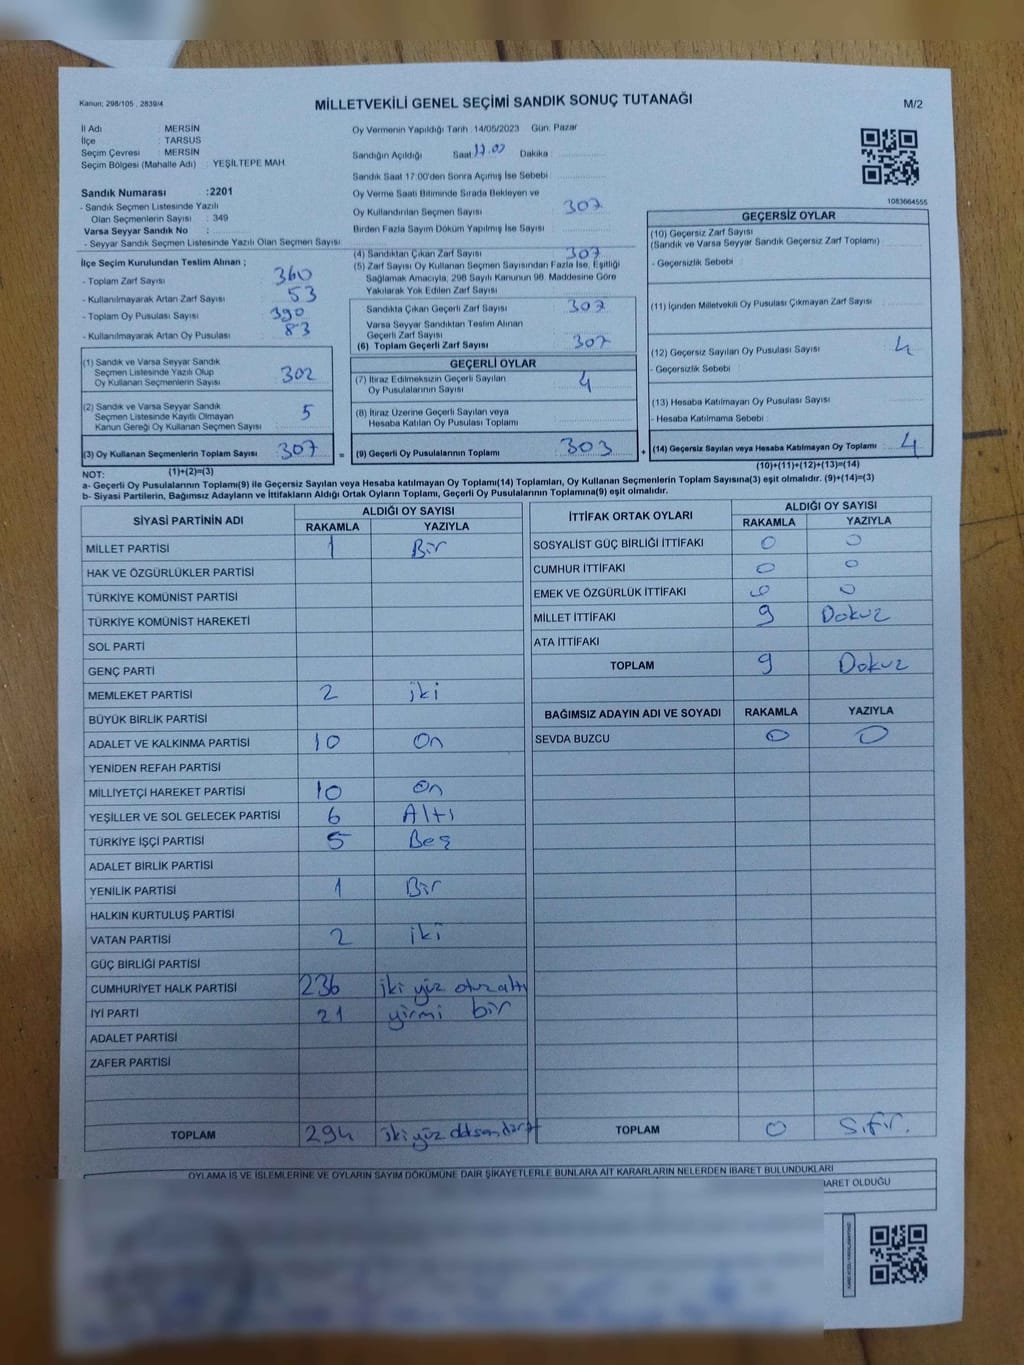 Kanun; 298/105 , 2839/4
MİLLETVEKİLİ GENEL SEÇİMİ SANDIK SONUÇ TUTANAĞI
M/2
İl Adı : MERSİN
İlçe : TARSUS
Seçim Çevresi : MERSİN
Seçim Bölgesi (Mahalle Adı) : YEŞİLTEPE MAH.
Sandık Numarası :2201
- Sandık Seçmen Listesinde Yazılı
Olan Seçmenlerin Sayısı : 349
Varsa Seyyar Sandık No :
- Seyyar Sandık Seçmen Listesinde Yazılı Olan Seçmen Sayısı
Oy Vermenin Yapıldığı Tarih :14/05/2023 Gün: Pazar
Sandığın Açıldığı Saat 17.00 Dakika :
Sandık Saat 17:00'den Sonra Açmış İse Sebebi
Oy Verme Saati Bitiminde Sırada Bekleyen ve
Oy Kullandırılan Seçmen Sayısı 307
Birden Fazla Sayım Döküm Yapılmış İse Sayısı
1083664555
İlçe Seçim Kurulundan Teslim Alınan ;
- Toplam Zarf Sayısı 360
- Kullanılmayarak Artan Zarf Sayısı 53
- Toplam Oy Pusulası Sayısı 390
- Kullanılmayarak Artan Oy Pusulası 83
(4) Sandıktan Çıkan Zarf Sayısı 307
(5) Zarf Sayısı Oy Kullanan Seçmen Sayısından Fazla İse, Eşitliği
Sağlamak Amacıyla, 298 Sayılı Kanunun 98. Maddesine Göre
Yakılarak Yok Edilen Zarf Sayısı
Sandıkta Çıkan Geçerli Zarf Sayısı 307
Varsa Seyyar Sandıktan Teslim Alınan
Geçerli Zarf Sayısı
(6) Toplam Geçerli Zarf Sayısı 307
GEÇERSİZ OYLAR
(10) Geçersiz Zarf Sayısı
(Sandık ve Varsa Seyyar Sandık Geçersiz Zarf Toplamı)
- Geçersizlik Sebebi :
(11) İçinden Milletvekili Oy Pusulası Çıkmayan Zarf Sayısı
(12) Geçersiz Sayılan Oy Pusulası Sayısı 4
- Geçersizlik Sebebi :
(13) Hesaba Katılmayan Oy Pusulası Sayısı
- Hesaba Katılmama Sebebi :
(14) Geçersiz Sayılan veya Hesaba Katılmayan Oy Toplamı 4
(10)+(11)+(12)+(13)=(14)
(1) Sandık ve Varsa Seyyar Sandık
Seçmen Listesinde Yazılı Olup
Oy Kullanan Seçmenlerin Sayısı 302
(2) Sandık ve Varsa Seyyar Sandık
Seçmen Listesinde Kayıtlı Olmayan
Kanun Gereği Oy Kullanan Seçmen Sayısı 5
(3) Oy Kullanan Seçmenlerin Toplam Sayısı 307 =
(1)+(2)=(3)
GEÇERLİ OYLAR
(7) İtiraz Edilmeksizin Geçerli Sayılan
Oy Pusulalarının Sayısı 4
(8) İtiraz Üzerine Geçerli Sayılan veya
Hesaba Katılan Oy Pusulası Toplamı
(9) Geçerli Oy Pusulalarının Toplamı 303 +
NOT:
a- Geçerli Oy Pusulasının Toplamı(9) ile Geçersiz Sayılan veya Hesaba katılmayan Oy Toplamı(14) Toplamları, Oy Kullanan Seçmenlerin Toplam Sayısına(3) eşit olmalıdır. (9)+(14)=(3)
b- Siyasi Partilerin, Bağımsız Adayların ve İttifakların Aldığı Ortak Oyların Toplamı, Geçerli Oy Pusulalarının Toplamına(9) eşit olmalıdır.
SİYASİ PARTİNİN ADI ALDIĞI OY SAYISI
RAKAMLA YAZIYLA
MİLLET PARTİSİ 1 Bir
HAK VE ÖZGÜRLÜKLER PARTİSİ
TÜRKİYE KOMÜNİST PARTİSİ
TÜRKİYE KOMÜNİST HAREKETİ
SOL PARTİ
GENÇ PARTİ
MEMLEKET PARTİSİ 2 iki
BÜYÜK BİRLİK PARTİSİ
ADALET VE KALKINMA PARTİSİ 10 On
YENİDEN REFAH PARTİSİ
MİLLİYETÇİ HAREKET PARTİSİ 10 On
YEŞİLLER VE SOL GELECEK PARTİSİ 6 Altı
TÜRKİYE İŞÇİ PARTİSİ 5 Beş
ADALET BİRLİK PARTİSİ
YENİLİK PARTİSİ 1 Bir
HALKIN KURTULUŞ PARTİSİ
VATAN PARTİSİ 2 iki
GÜÇ BİRLİĞİ PARTİSİ
CUMHURİYET HALK PARTİSİ 236 iki yüz otuz altı
İYİ PARTİ 21 yirmi bir
ADALET PARTİSİ
ZAFER PARTİSİ
TOPLAM 294 iki yüz
İTTİFAK ORTAK OYLARI ALDIĞI OY SAYISI
RAKAMLA YAZIYLA
SOSYALİST GÜÇ BİRLİĞİ İTTİFAKI 0 0
CUMHUR İTTİFAKI 0 0
EMEK VE ÖZGÜRLÜK İTTİFAKI 0 0
MİLLET İTTİFAKI 9 Dokuz
ATA İTTİFAKI
TOPLAM 9 Dokuz
BAĞIMSIZ ADAYIN ADI VE SOYADI RAKAMLA YAZIYLA
SEVDA BUZCU 0 0
TOPLAM 0 Sıfır.
OYLAMA İŞ VE İŞLEMLERİNE VE OYLARIN SAYIM DÖKÜMÜNE DAİR ŞİKAYETLERLE BUNLARA AİT KARARLARIN NELERDEN İBARET BULUNDUKLARI
İBARET OLDUĞU